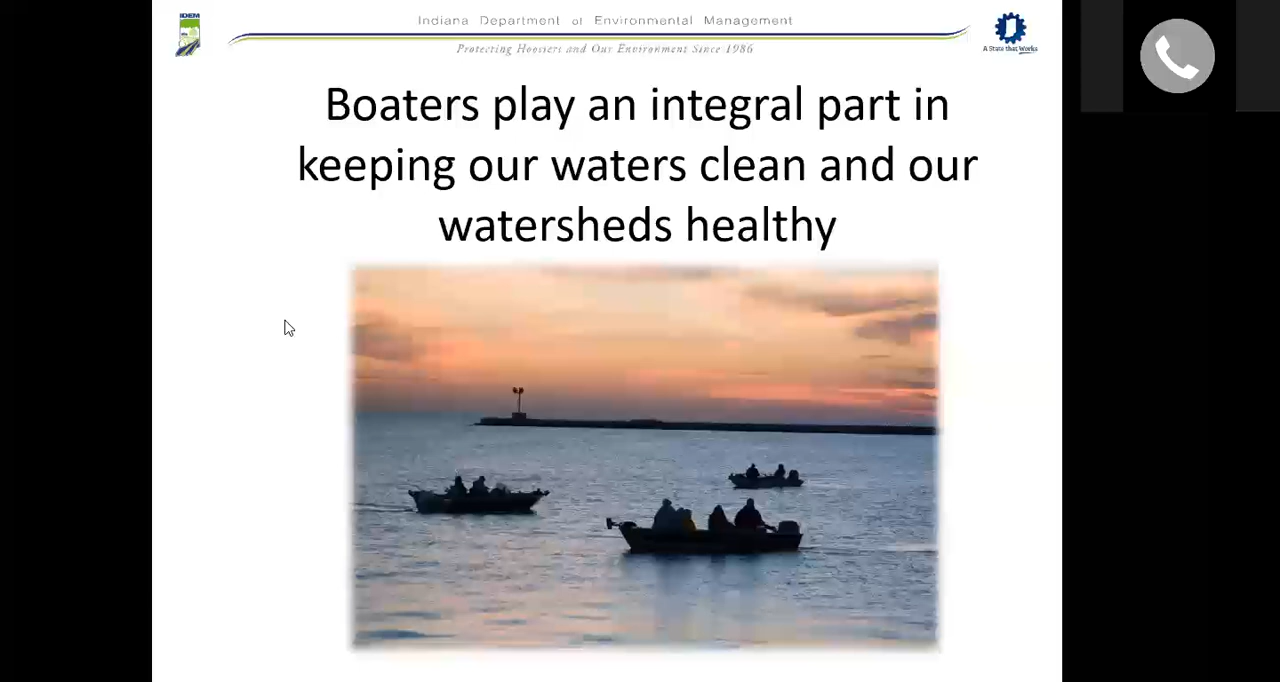 IDEM
Indiana Department of Environmental Management
Protecting Hoosiers and Our Environment Since 1986
A State that Works
Boaters play an integral part in
keeping our waters clean and our
watersheds healthy